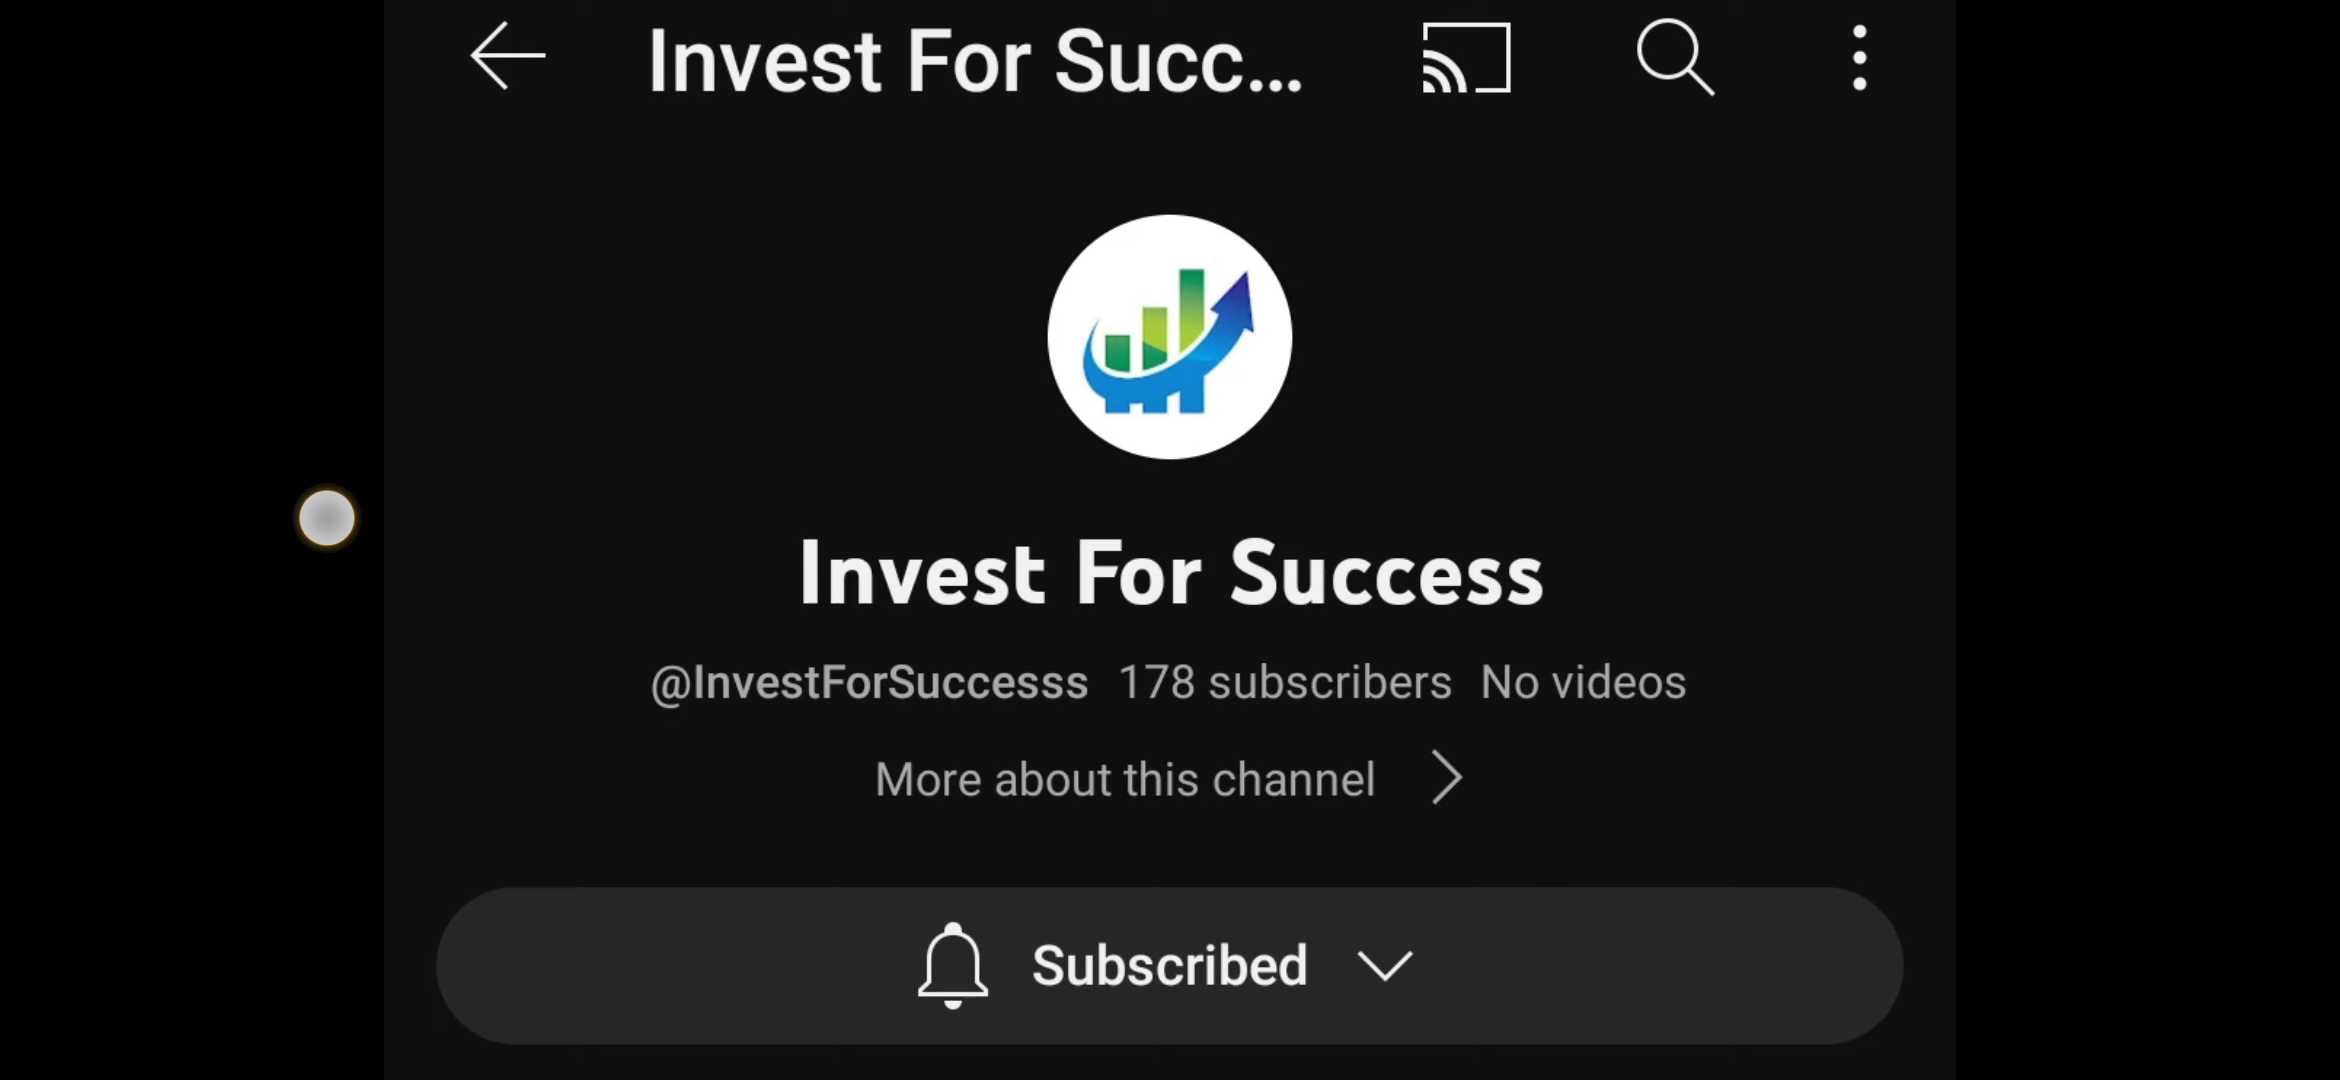 Invest For Succ...
Invest For Success
@InvestForSuccesss 178 subscribers No videos
More about this channel
Subscribed